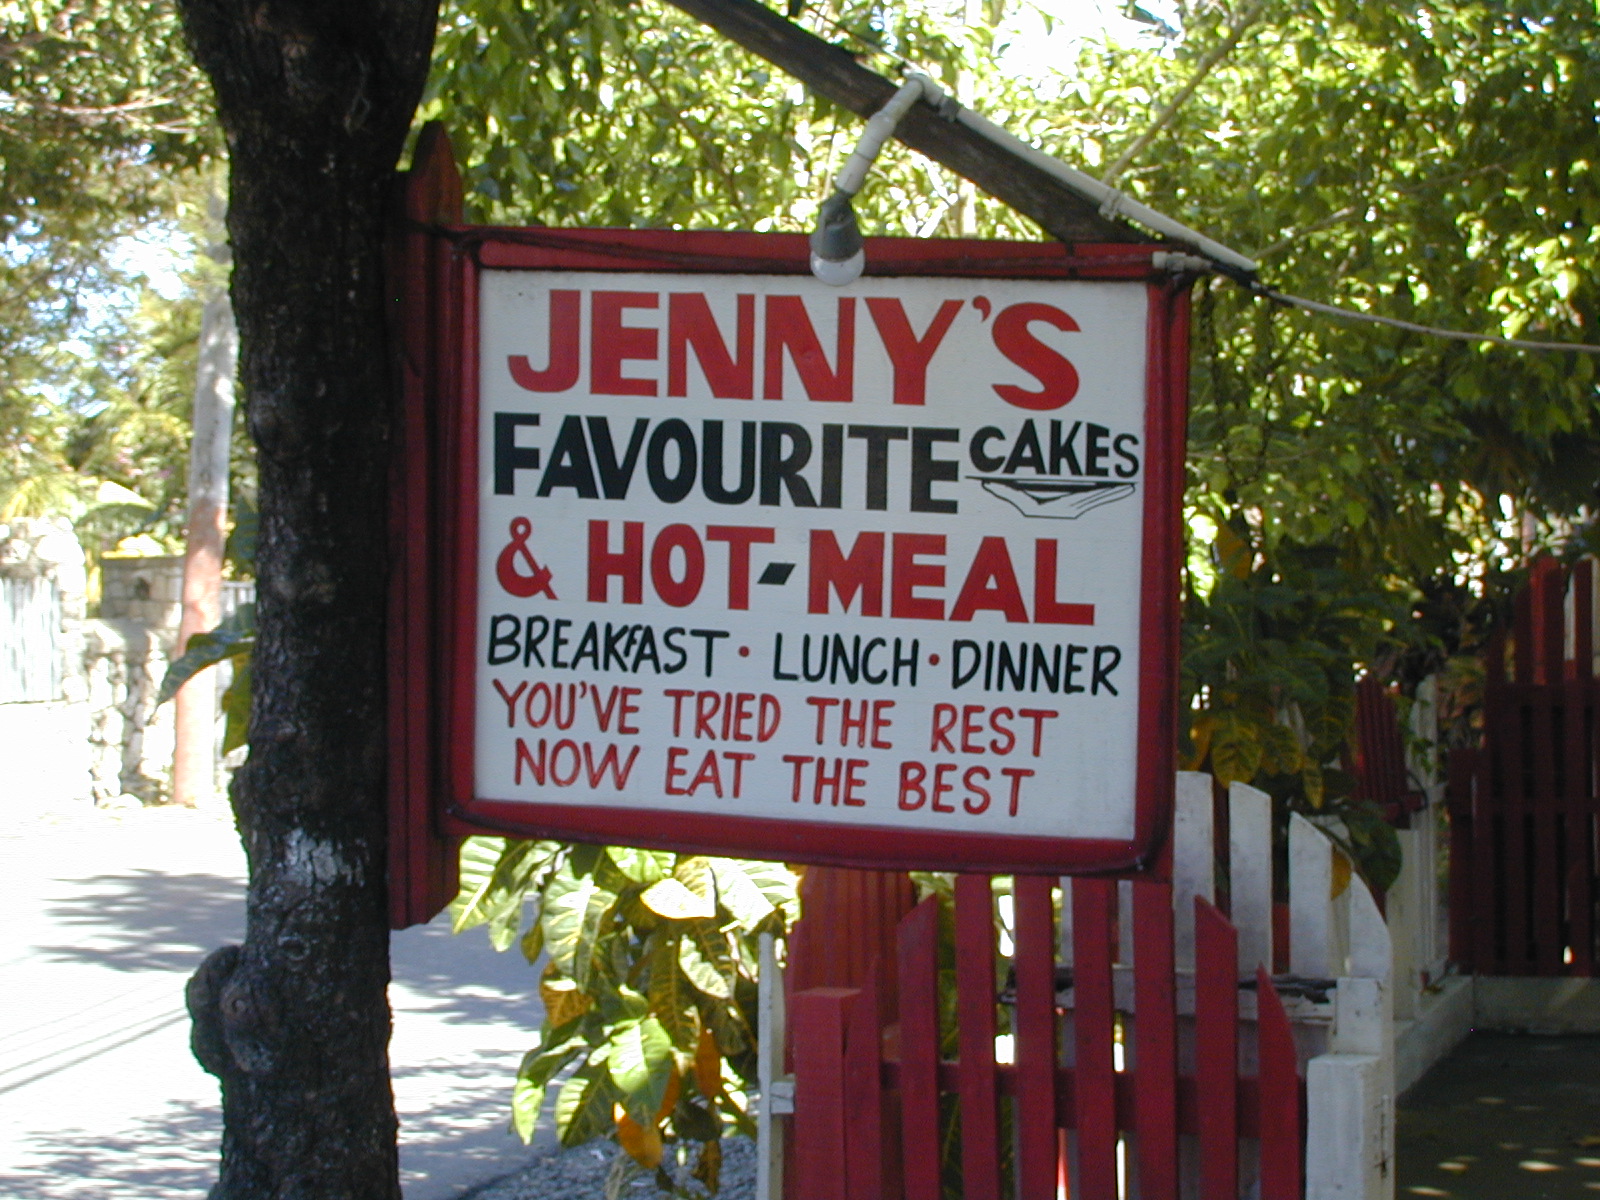 JENNY'S
FAVOURITE CAKES
& HOT-MEAL
BREAKFAST · LUNCH · DINNER
YOU'VE TRIED THE REST
NOW EAT THE BEST